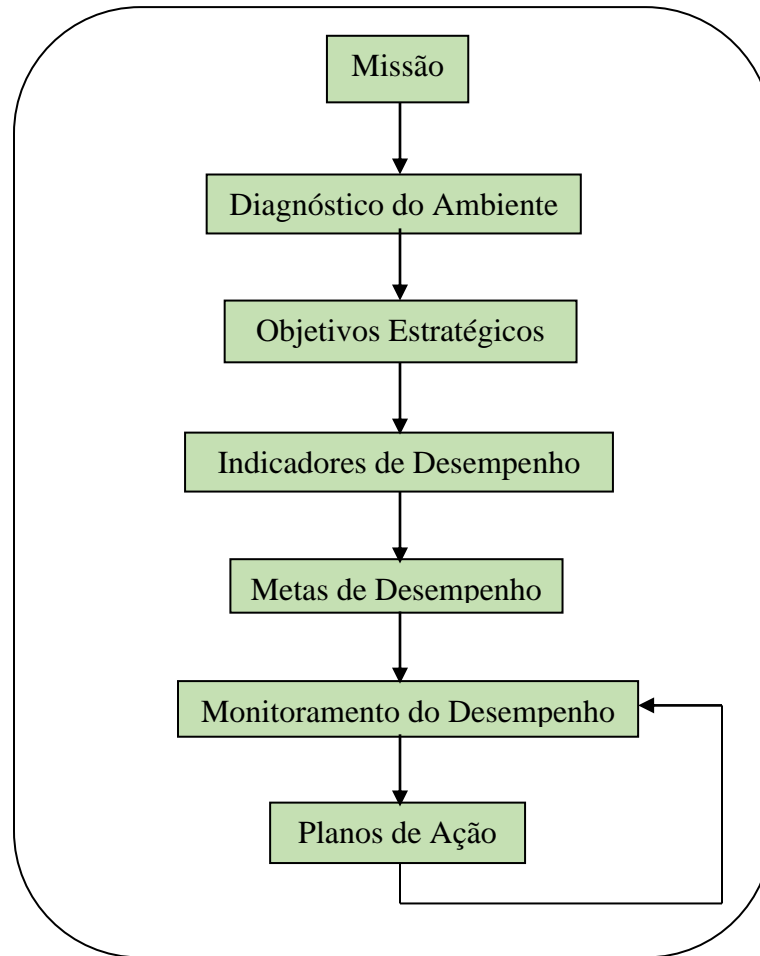 Missão
Diagnóstico do Ambiente
Objetivos Estratégicos
Indicadores de Desempenho
Metas de Desempenho
Monitoramento do Desempenho
Planos de Ação